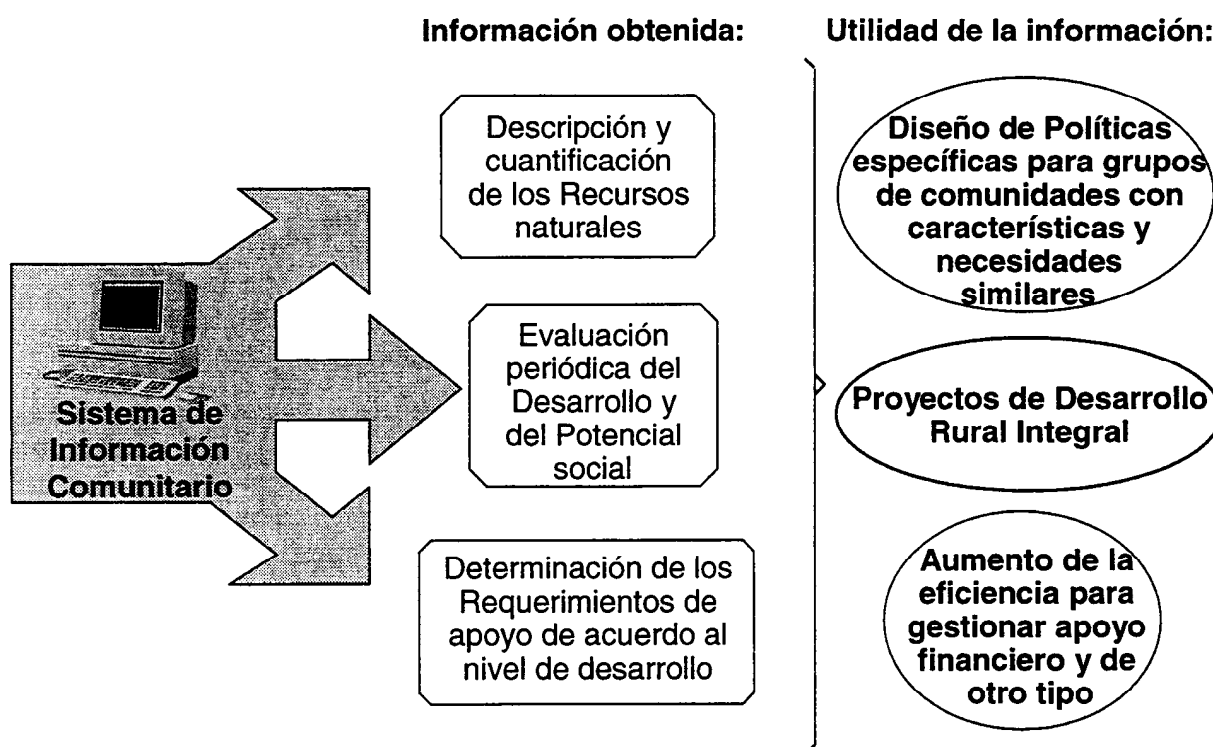 Información obtenida:
Utilidad de la información:
Sistema de
Información
Comunitario
Descripción y
cuantificación
de los Recursos
naturales
Evaluación
periódica del
Desarrollo y
del Potencial
social
Determinación de los
Requerimientos de
apoyo de acuerdo al
nivel de desarrollo
Diseño de Políticas
específicas para grupos
de comunidades con
características y
necesidades
similares
Proyectos de Desarrollo
Rural Integral
Aumento de la
eficiencia para
gestionar apoyo
financiero y de
otro tipo